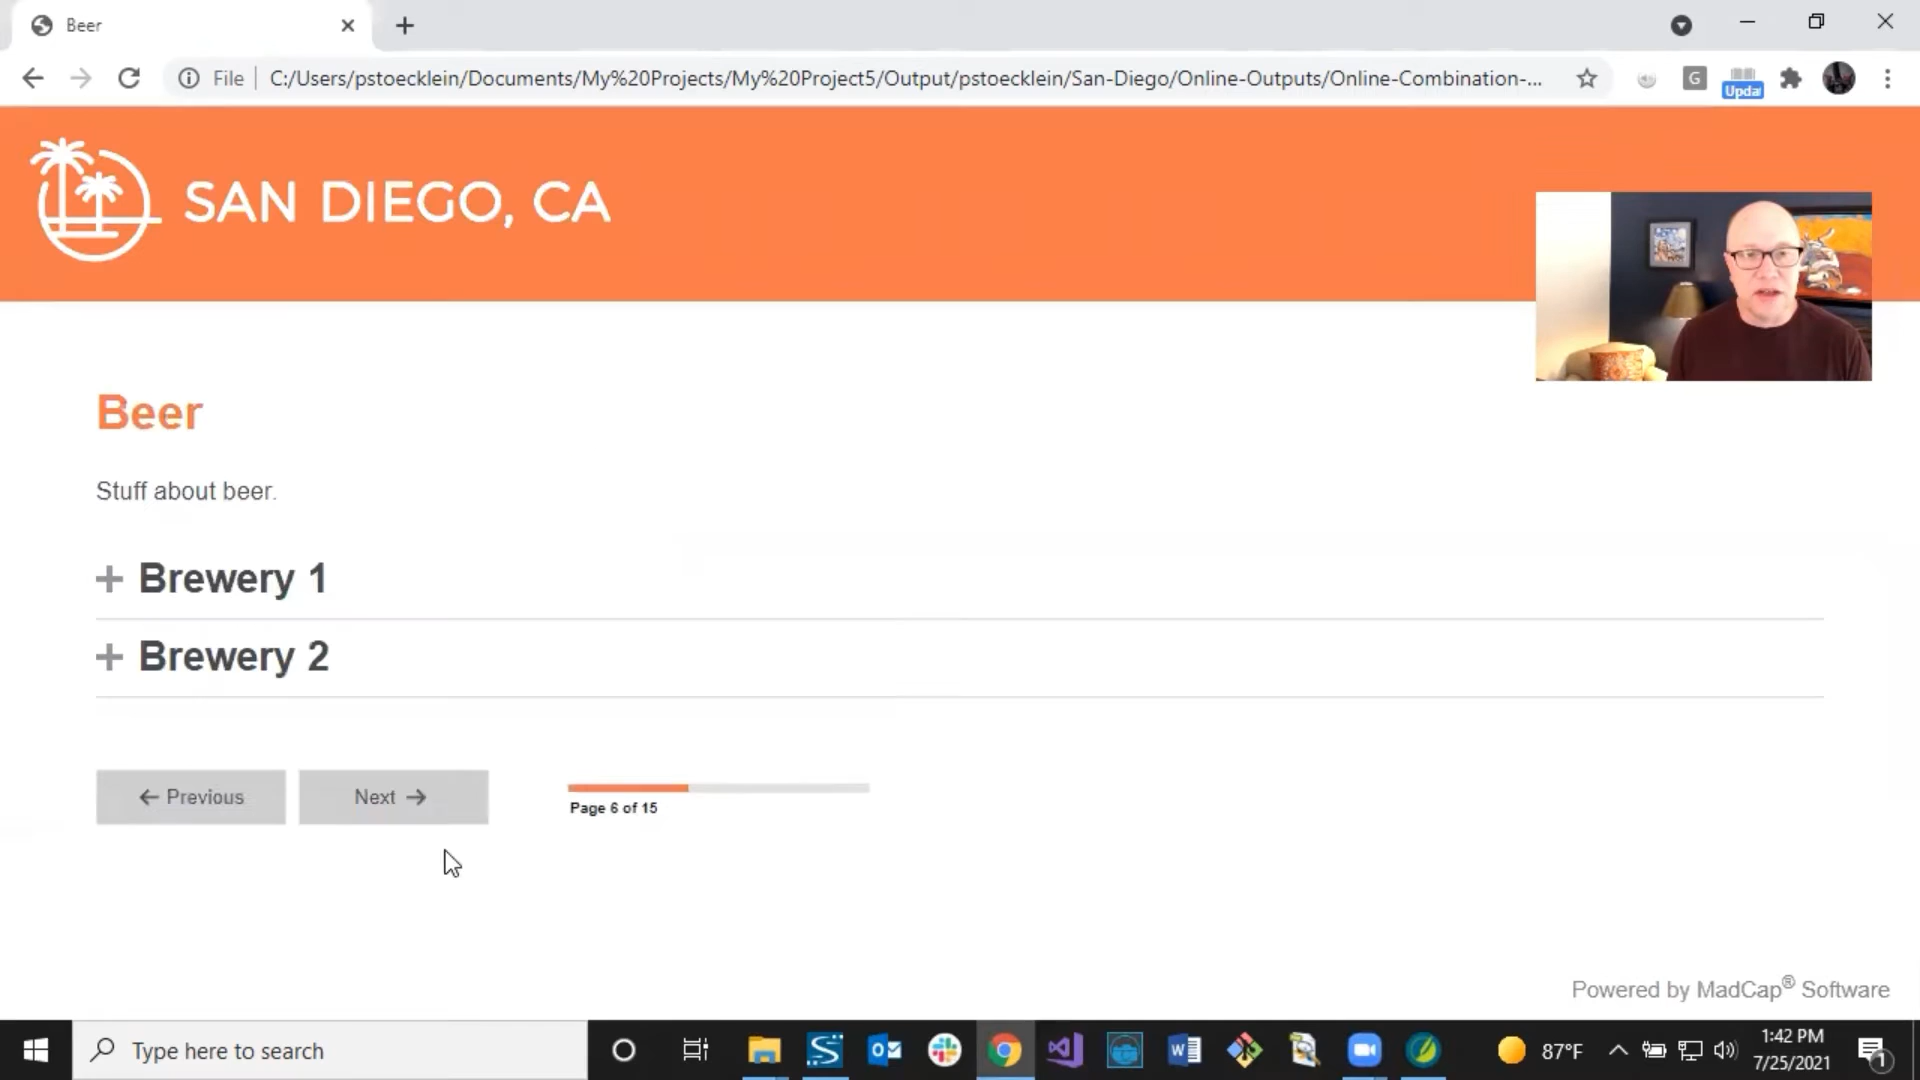 Beer
File
C:/Users/pstoecklein/Documents/My%20Projects/My%20Project5/Output/pstoecklein/San-Diego/Online-Outputs/Online-Combination-...
G
Updat
SAN DIEGO, CA
Beer
Stuff about beer.
+ Brewery 1
+ Brewery 2
← Previous
Next →
Page 6 of 15
Powered by MadCap® Software
Type here to search
87°F
1:42 PM
7/25/2021
1